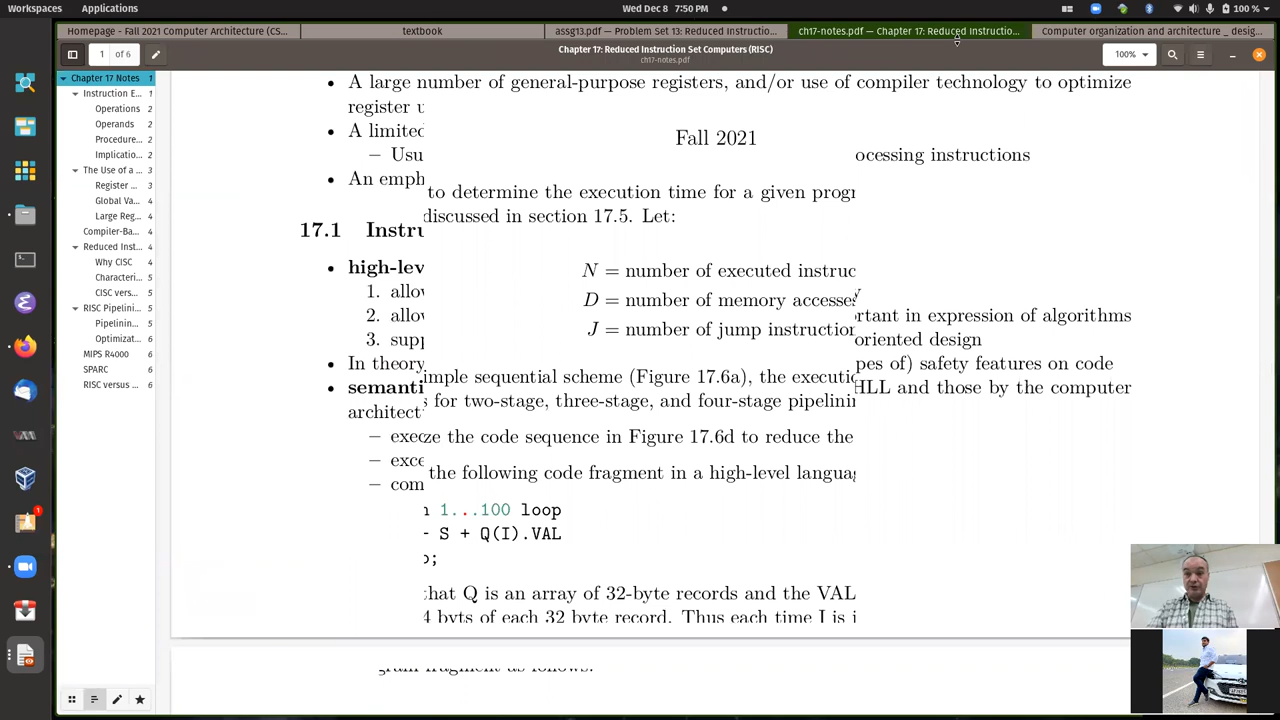 Workspaces Applications Wed Dec 8 7:50 PM 100 %
Homepage - Fall 2021 Computer Architecture (CS... textbook assg13.pdf — Problem Set 13: Reduced Instructio... ch17-notes.pdf — Chapter 17: Reduced Instructio... Computer organization and architecture _ desig...
1 of 6 Chapter 17: Reduced Instruction Set Computers (RISC) 100%
ch17-notes.pdf
Chapter 17 Notes 1
Instruction E... 1
Operations 2
Operands 2
Procedure... 2
Implicatio... 2
The Use of a ... 3
Register ... 3
Global Va... 4
Large Reg... 4
Compiler-Ba... 4
Reduced Inst... 4
Why CISC 4
Characteri... 5
CISC vers... 5
RISC Pipelini... 5
Pipelinin... 5
Optimizat... 6
MIPS R4000 6
SPARC 6
RISC versus ... 6
• A large number of general-purpose registers, and/or use of compiler technology to optimize
register u
• A limited
Fall 2021
– Usu ocessing instructions
• An emph
to determine the execution time for a given progr
discussed in section 17.5. Let:
17.1 Instru
• high-lev N = number of executed instruc
1. allow D = number of memory accesses
2. allow rtant in expression of algorithms
3. supp J = number of jump instruction oriented design
• In theory pes of) safety features on code
imple sequential scheme (Figure 17.6a), the executio
• semanti HLL and those by the computer
architect s for two-stage, three-stage, and four-stage pipelinin
– exec ze the code sequence in Figure 17.6d to reduce the
– exce the following code fragment in a high-level languag
– com
n 1...100 loop
- S + Q(I).VAL
p;
that Q is an array of 32-byte records and the VAL
4 byts of each 32 byte record. Thus each time I is i
gram fragment as follows: